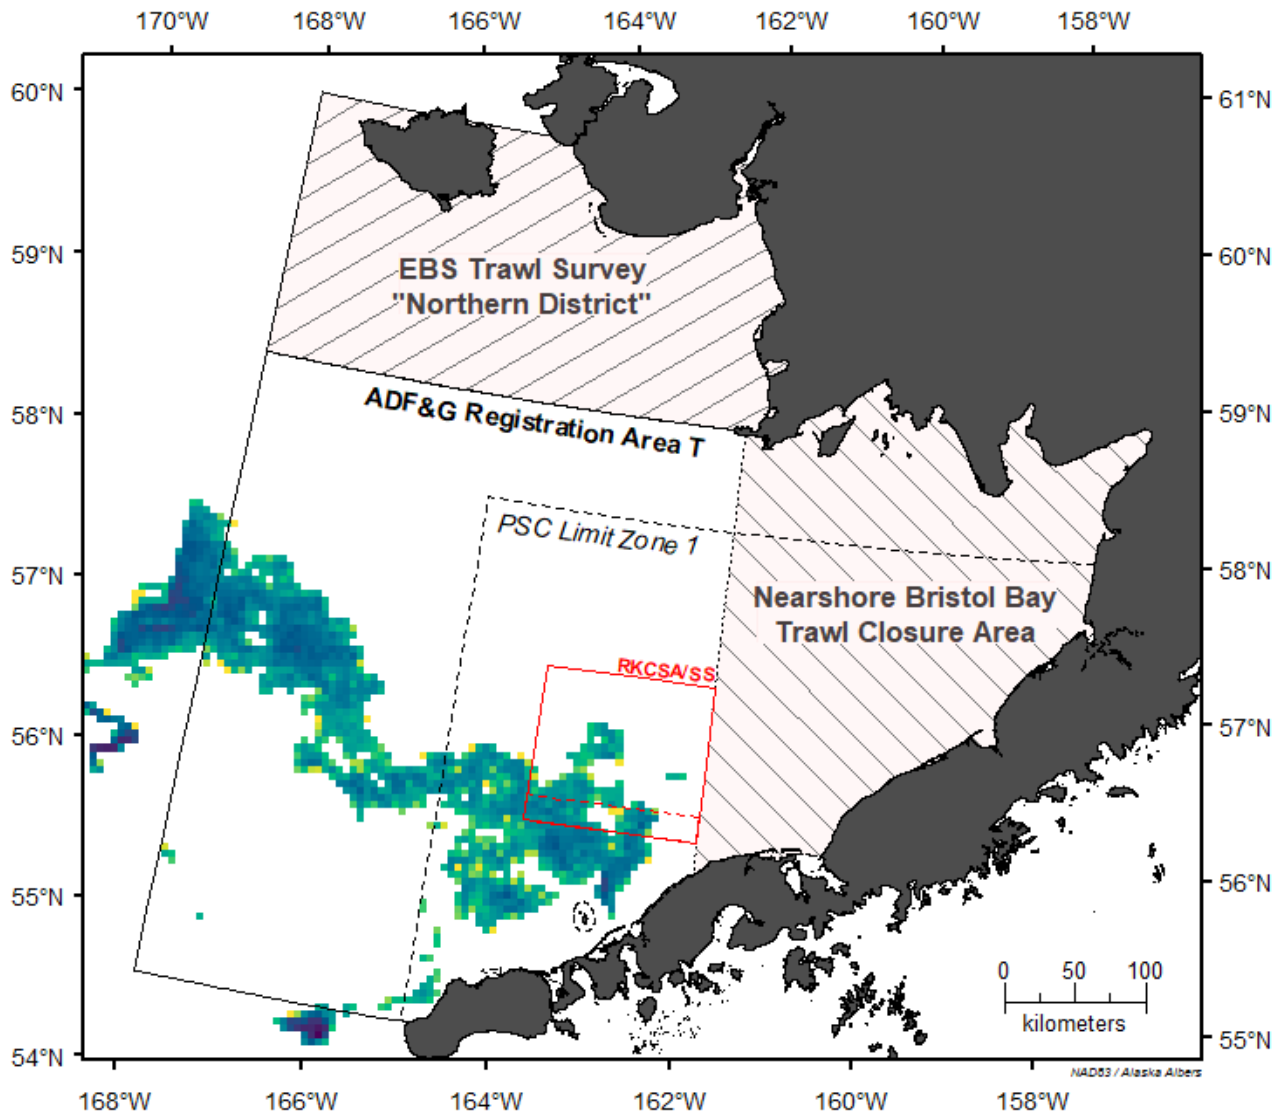 170°W 168°W 166°W 164°W 162°W 160°W 158°W
60°N
61°N
59°N
60°N
EBS Trawl Survey
"Northern District"
58°N
59°N
ADF&G Registration Area T
PSC Limit Zone 1
57°N
58°N
Nearshore Bristol Bay
Trawl Closure Area
RKCSA/SS
56°N
57°N
55°N
56°N
0 50 100
kilometers
54°N
55°N
NAD83 / Alaska Albers
168°W 166°W 164°W 162°W 160°W 158°W